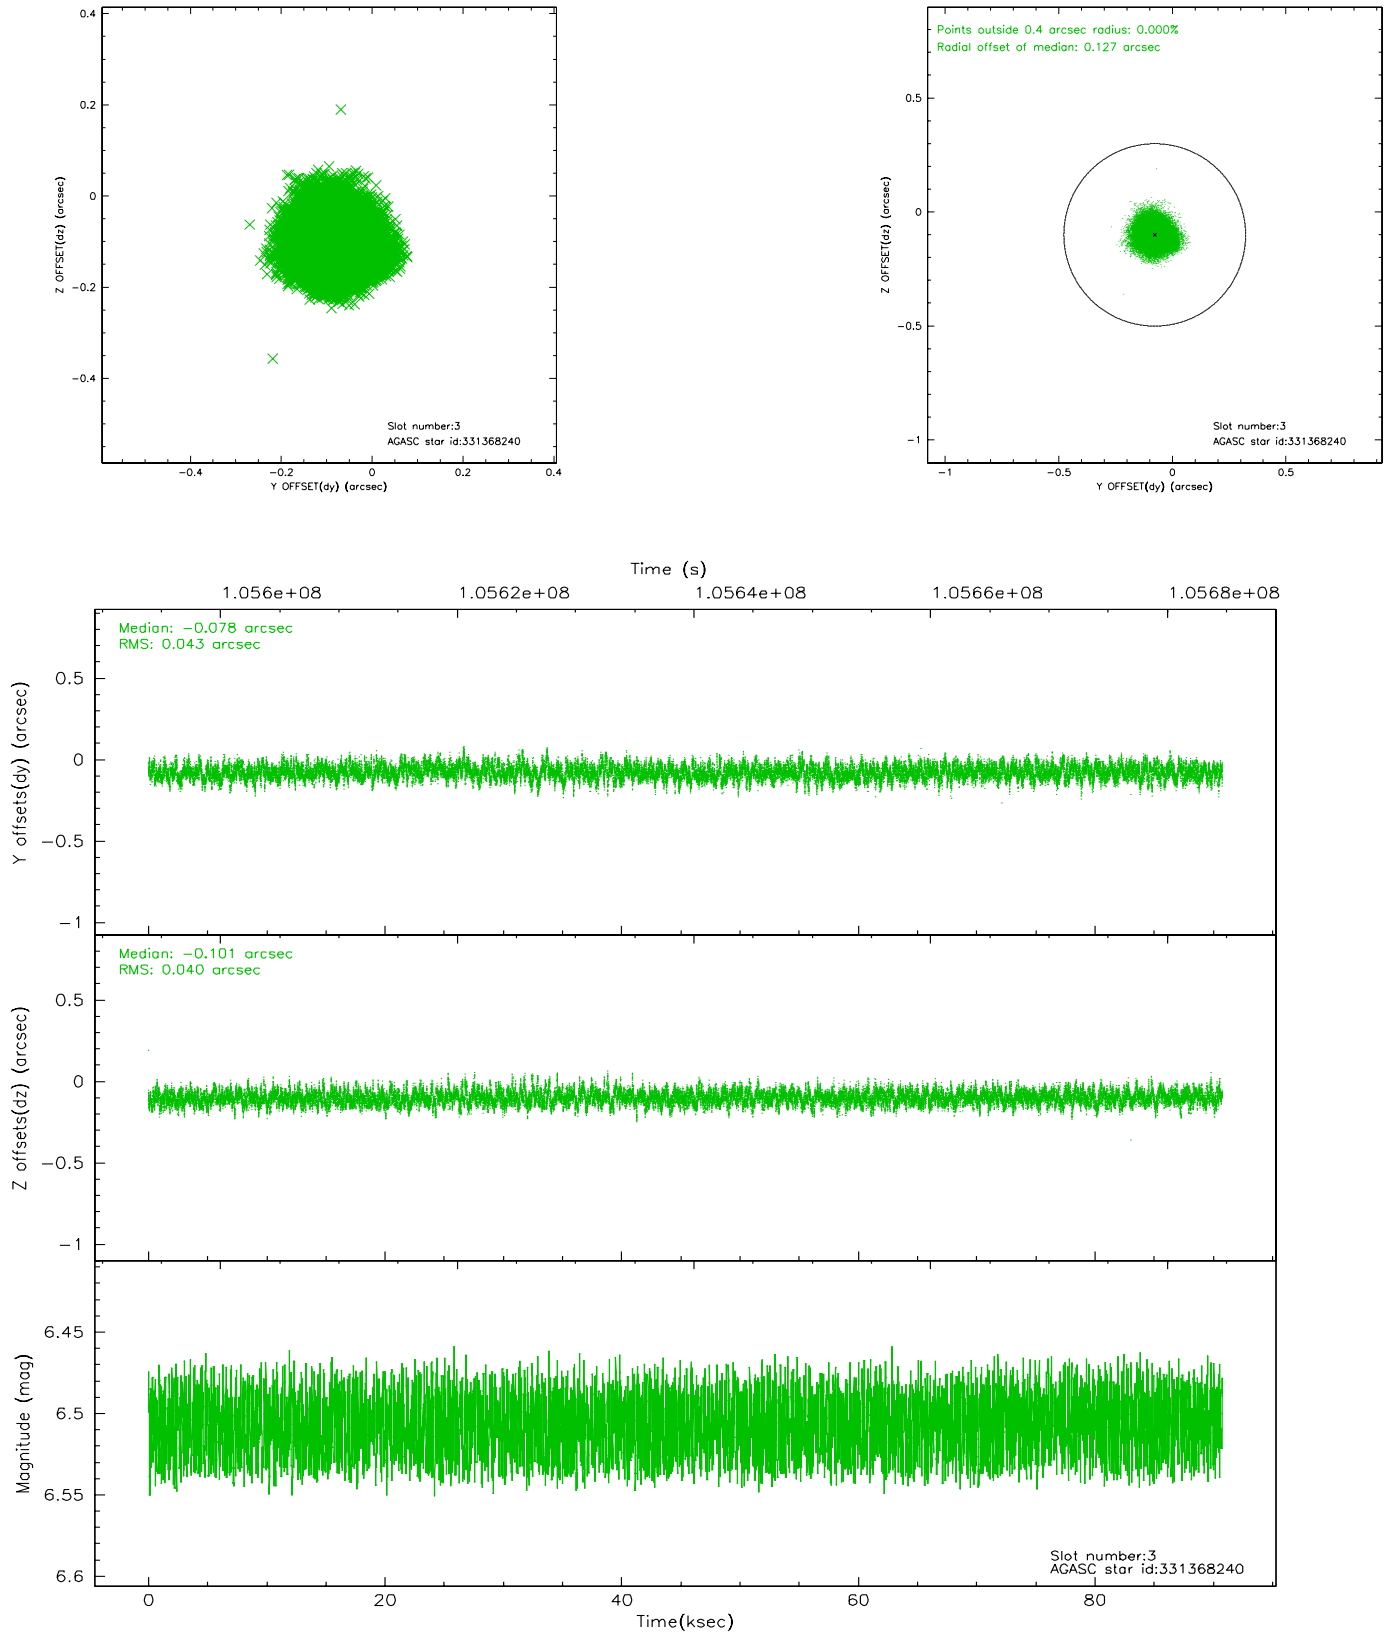 0.4
0.2
0
−0.2
−0.4
Z OFFSET(dz) (arcsec)
Slot number:3
AGASC star id:331368240
−0.4 −0.2 0 0.2 0.4
Y OFFSET(dy) (arcsec)
Points outside 0.4 arcsec radius: 0.000%
Radial offset of median: 0.127 arcsec
0.5
0
−0.5
−1
Z OFFSET(dz) (arcsec)
Slot number:3
AGASC star id:331368240
−1 −0.5 0 0.5
Y OFFSET(dy) (arcsec)
Time (s)
1.056e+08 1.0562e+08 1.0564e+08 1.0566e+08 1.0568e+08
Median: −0.078 arcsec
RMS: 0.043 arcsec
0.5
0
−0.5
−1
Y offsets(dy) (arcsec)
Median: −0.101 arcsec
RMS: 0.040 arcsec
0.5
0
−0.5
−1
Z offsets(dz) (arcsec)
6.45
6.5
6.55
6.6
Magnitude (mag)
Slot number:3
AGASC star id:331368240
0 20 40 60 80
Time(ksec)